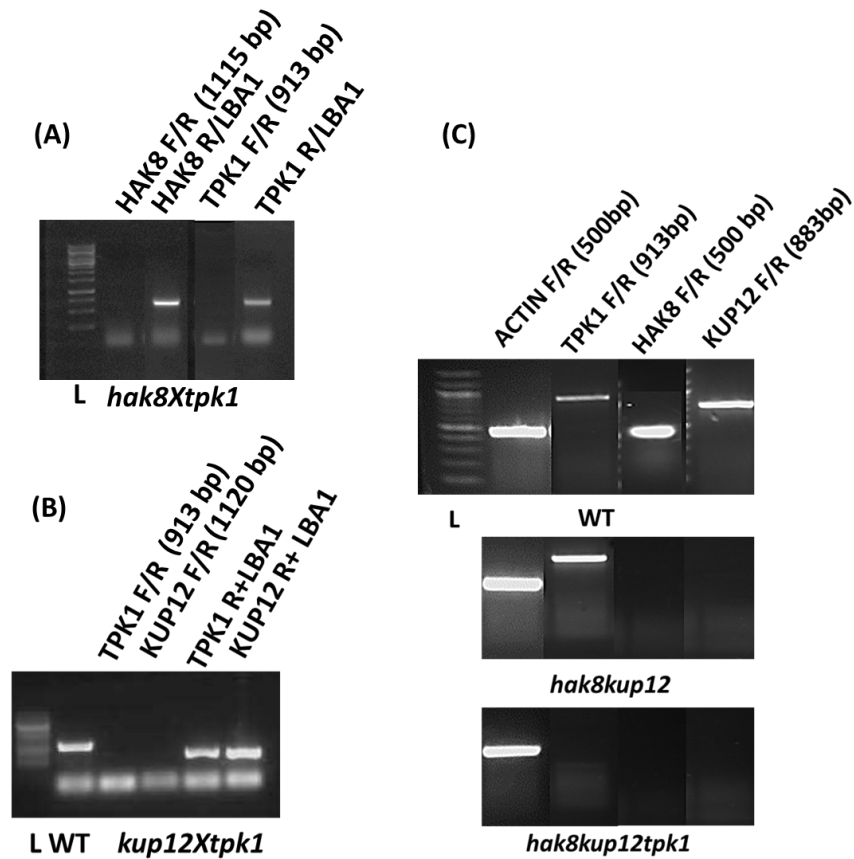 (A)
HAK8 F/R (1115 bp)
HAK8 R/LBA1
TPK1 F/R (913 bp)
TPK1 R/LBA1
L hak8Xtpk1
(B)
TPK1 F/R (913 bp)
KUP12 F/R (1120 bp)
TPK1 R+LBA1
KUP12 R+ LBA1
L WT kup12Xtpk1
(C)
ACTIN F/R (500bp)
TPK1 F/R (913bp)
HAK8 F/R (500 bp)
KUP12 F/R (883bp)
L WT
hak8kup12
hak8kup12tpk1